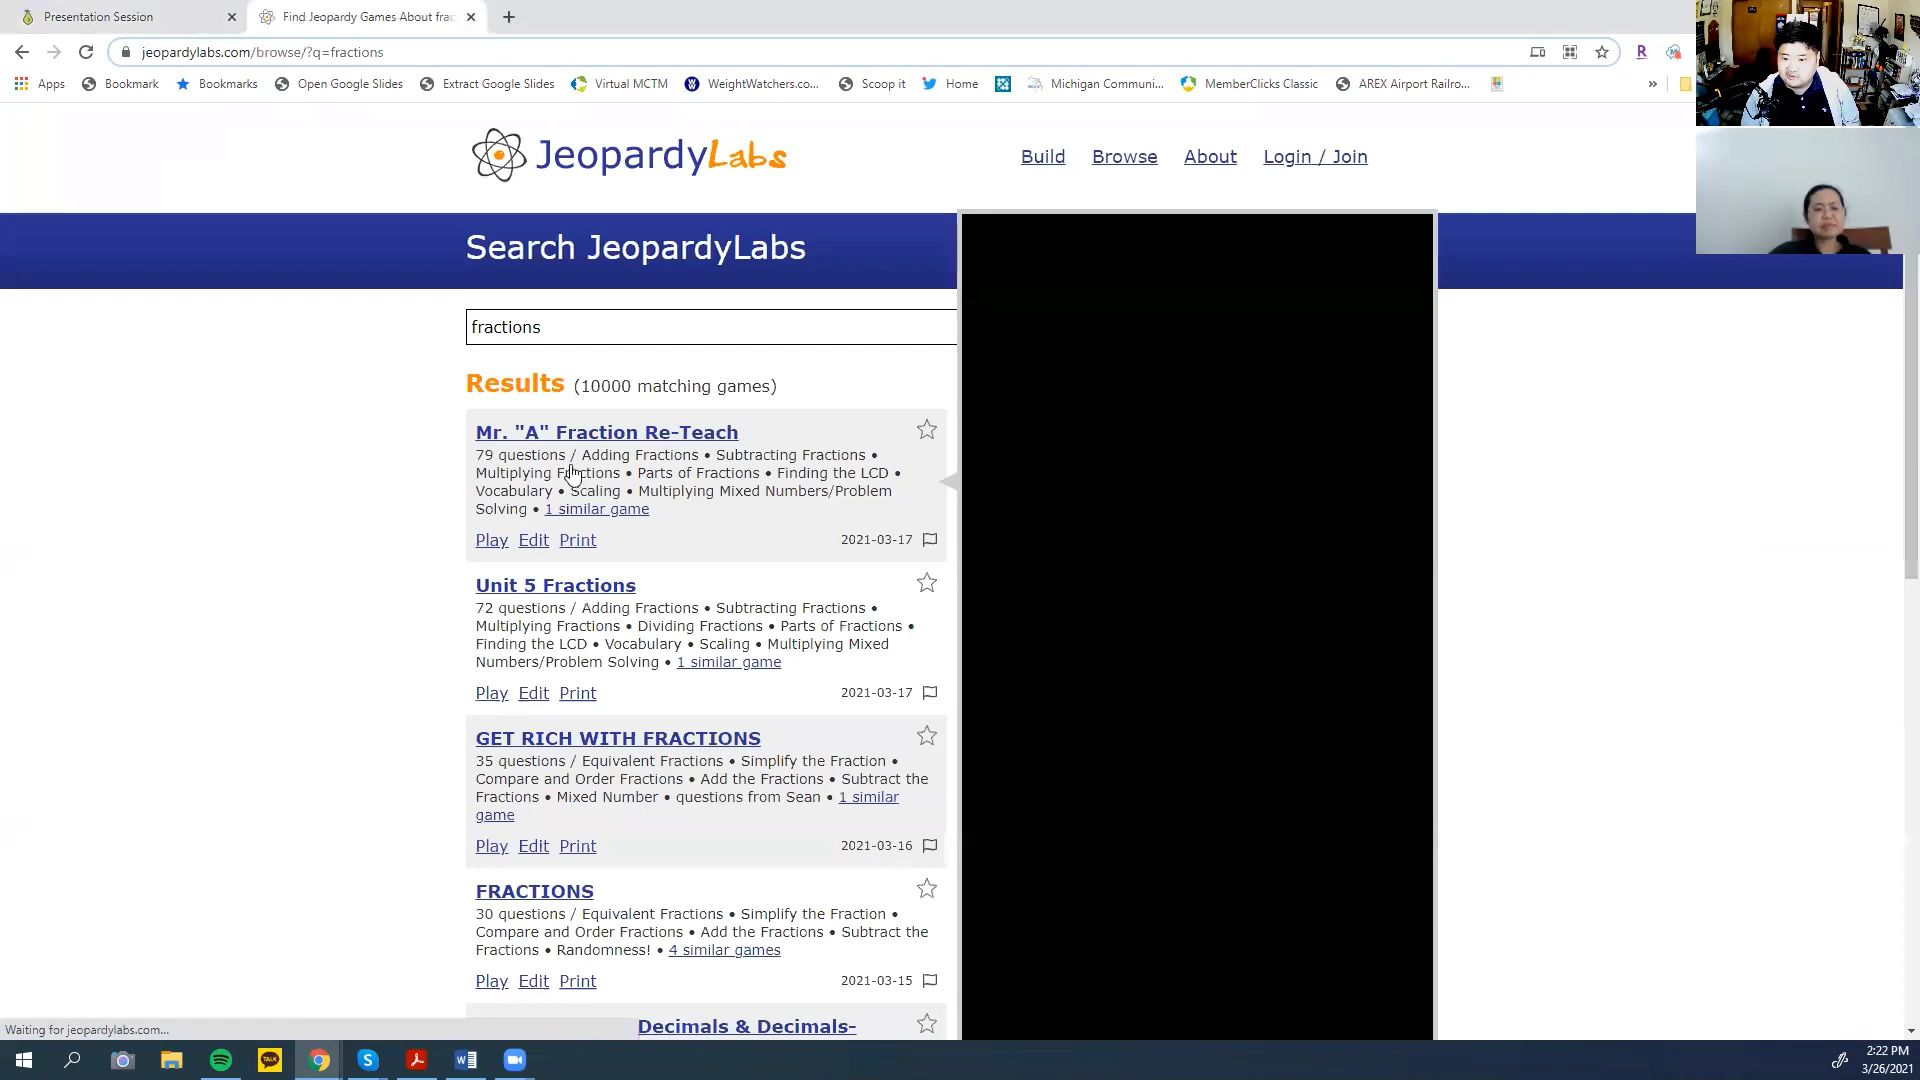 Presentation Session
Find Jeopardy Games About frac
jeopardylabs.com/browse/?q=fractions
Apps Bookmark Bookmarks Open Google Slides Extract Google Slides Virtual MCTM WeightWatchers.co... Scoop it Home Michigan Communi... MemberClicks Classic AREX Airport Railro... »
JeopardyLabs
Build Browse About Login / Join
Search JeopardyLabs
fractions
Results (10000 matching games)
Mr. "A" Fraction Re-Teach
79 questions / Adding Fractions • Subtracting Fractions •
Multiplying Fractions • Parts of Fractions • Finding the LCD •
Vocabulary • Scaling • Multiplying Mixed Numbers/Problem
Solving • 1 similar game
Play Edit Print 2021-03-17
Unit 5 Fractions
72 questions / Adding Fractions • Subtracting Fractions •
Multiplying Fractions • Dividing Fractions • Parts of Fractions •
Finding the LCD • Vocabulary • Scaling • Multiplying Mixed
Numbers/Problem Solving • 1 similar game
Play Edit Print 2021-03-17
GET RICH WITH FRACTIONS
35 questions / Equivalent Fractions • Simplify the Fraction •
Compare and Order Fractions • Add the Fractions • Subtract the
Fractions • Mixed Number • questions from Sean • 1 similar
game
Play Edit Print 2021-03-16
FRACTIONS
30 questions / Equivalent Fractions • Simplify the Fraction •
Compare and Order Fractions • Add the Fractions • Subtract the
Fractions • Randomness! • 4 similar games
Play Edit Print 2021-03-15
Decimals & Decimals-
Waiting for jeopardylabs.com...
TALK
2:22 PM
3/26/2021